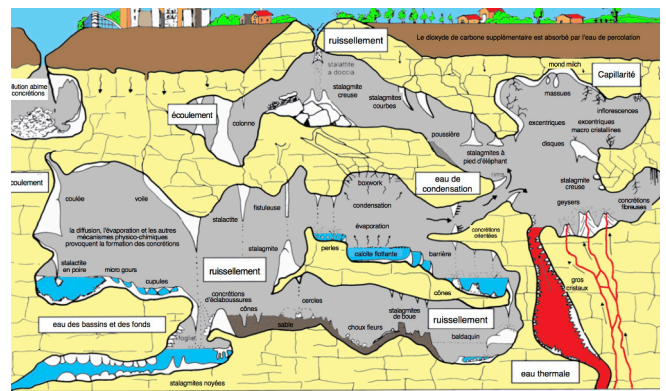 Le dioxyde de carbone supplémentaire est absorbé par l'eau de percolation
ruissellement
stalattite
a doccia
mond milch
Capillarité
massues
pollution abime
concrétions
stalagmite
creuse
stalagmites
courbes
inflorescences
écoulement
colonne
excentriques
excentriques
macro cristallines
poussière
disques
stalagmites à
pied d'éléphant
écoulement
eau de
condensation
boxwork
stalagmite
creuse
coulée
voile
fistuleuse
condensation
geysers
concrétions
fibreuses
stalactite
la diffusion, l'évaporation et les autres
mécanismes physico-chimiques
provoquent la formation des concrétions
évaporation
concrétions
orientées
stalagmite
perles
calcite flottante
barrière
stalactite
en poire
micro gours
ruissellement
cupules
gros
cristaux
concrétions
d'éclaboussures
cônes
cercles
cônes
stalagmites
de boue
ruissellement
eau des bassins et des fonds
sable
choux fleurs
baldaquin
eau thermale
stalagmites noyées